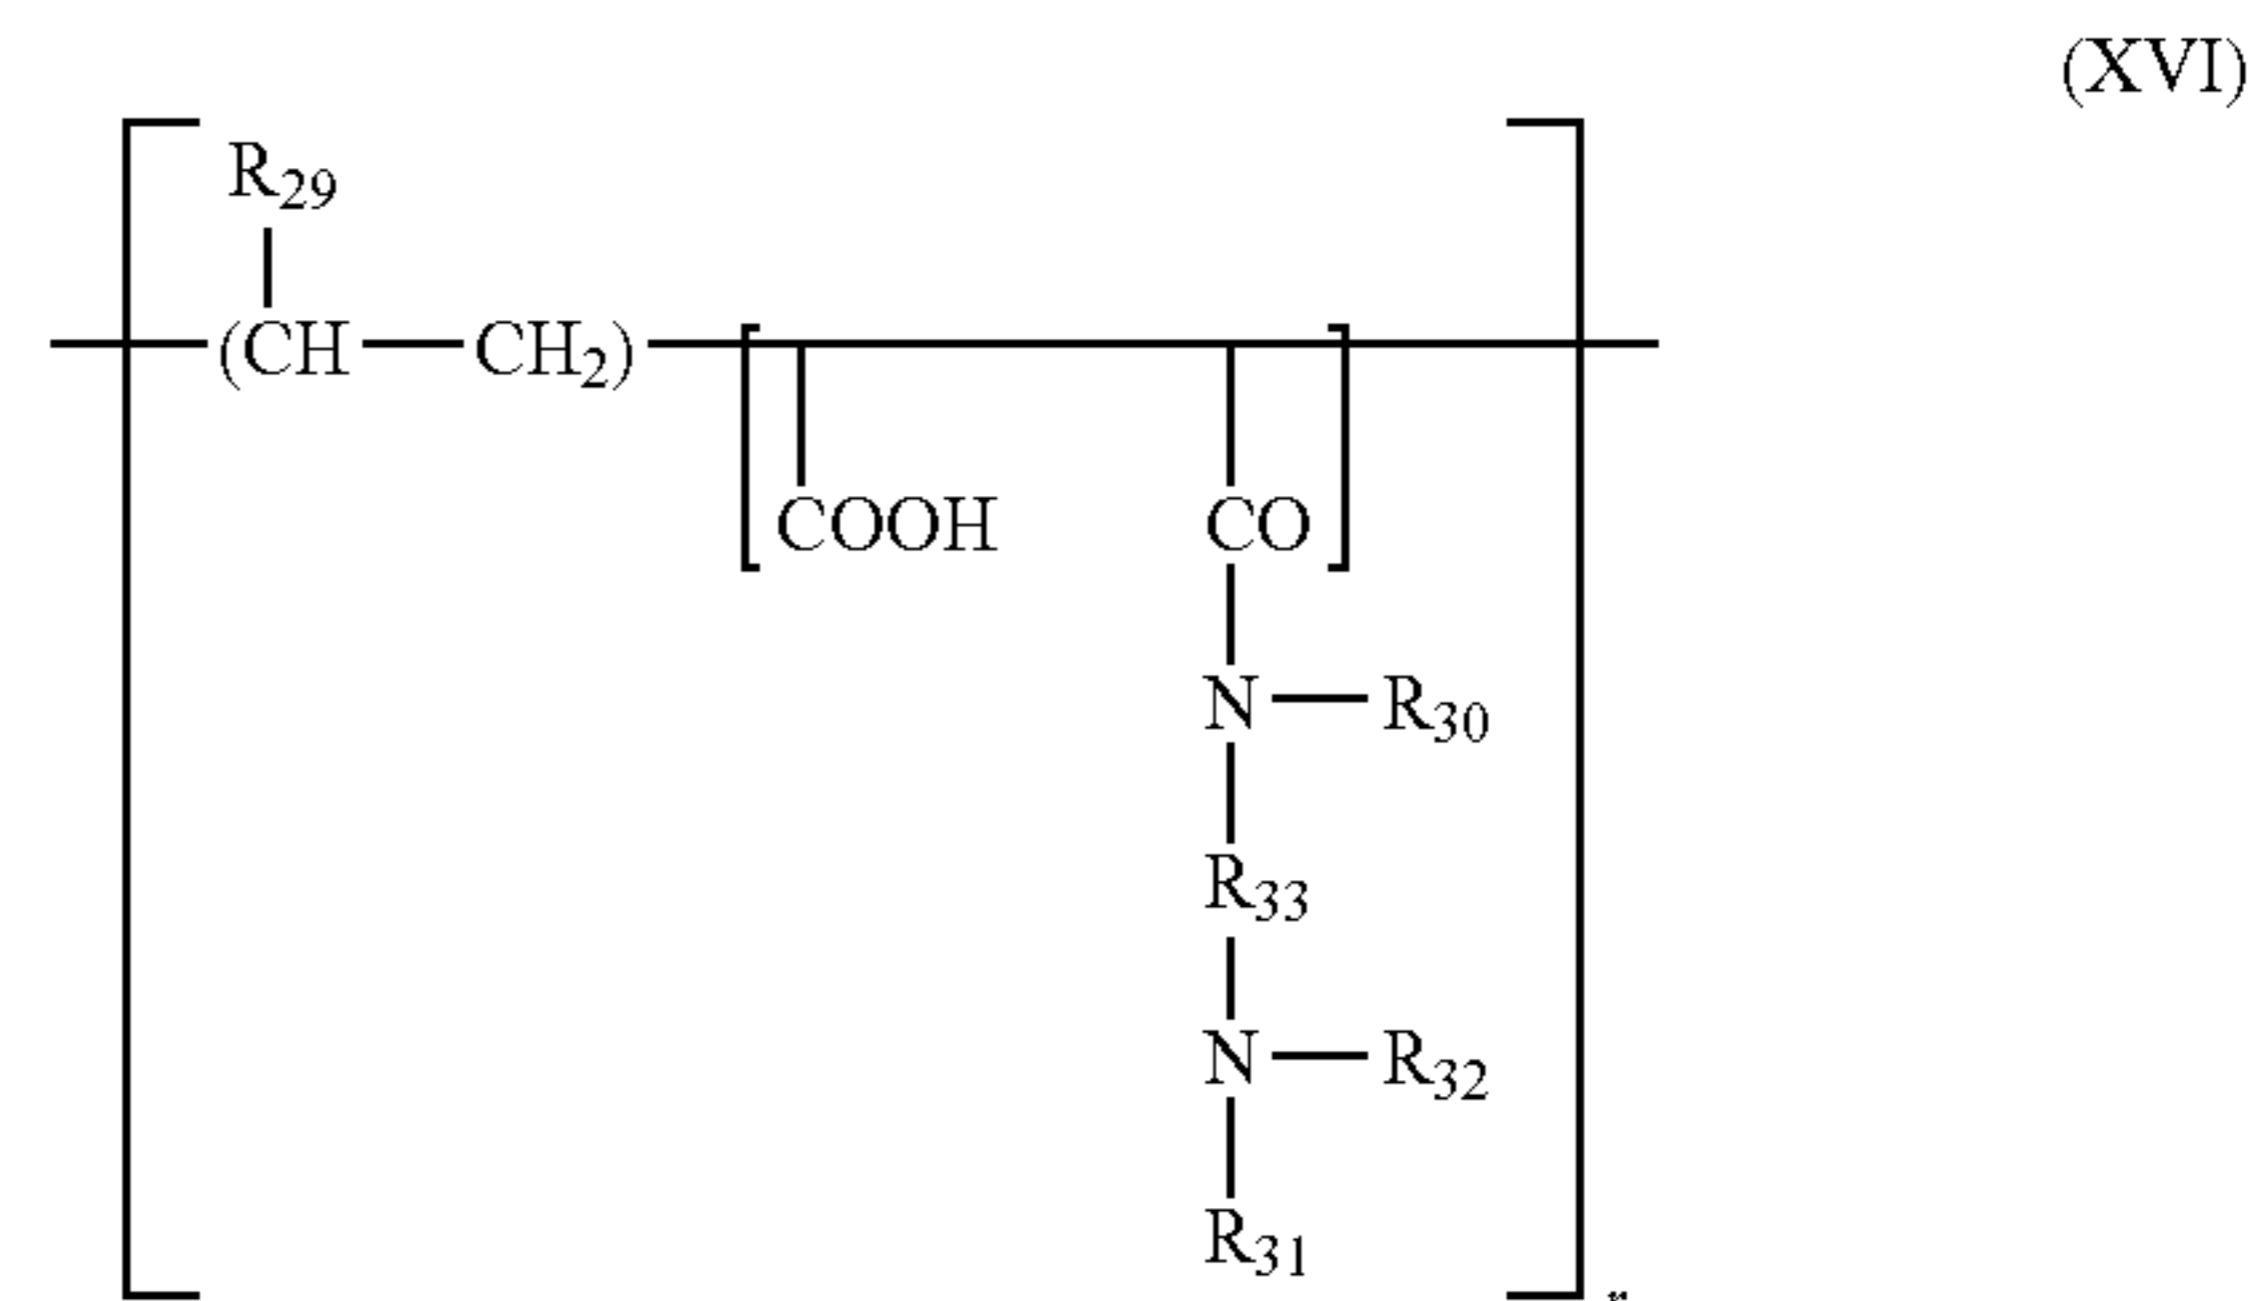 (XVI)
R29
(CH — CH2)
COOH CO
N — R30
R33
N — R32
R31